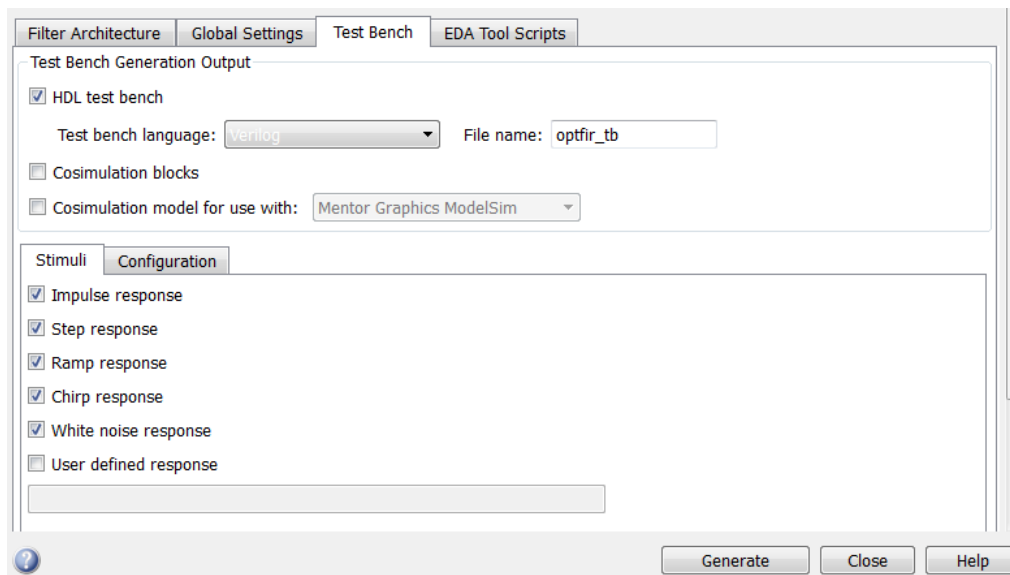 Filter Architecture Global Settings Test Bench EDA Tool Scripts
Test Bench Generation Output
HDL test bench
Test bench language: Verilog File name: optfir_tb
Cosimulation blocks
Cosimulation model for use with: Mentor Graphics ModelSim
Stimuli Configuration
Impulse response
Step response
Ramp response
Chirp response
White noise response
User defined response
? Generate Close Help